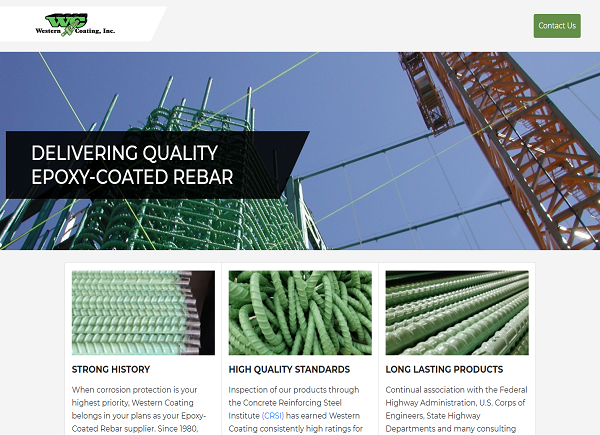 WC
Western Coating, Inc.
Contact Us
DELIVERING QUALITY
EPOXY-COATED REBAR
STRONG HISTORY
When corrosion protection is your
highest priority, Western Coating
belongs in your plans as your Epoxy-
Coated Rebar supplier. Since 1980,
HIGH QUALITY STANDARDS
Inspection of our products through
the Concrete Reinforcing Steel
Institute (CRSI) has earned Western
Coating consistently high ratings for
LONG LASTING PRODUCTS
Continual association with the Federal
Highway Administration, U.S. Corps of
Engineers, State Highway
Departments and many consulting